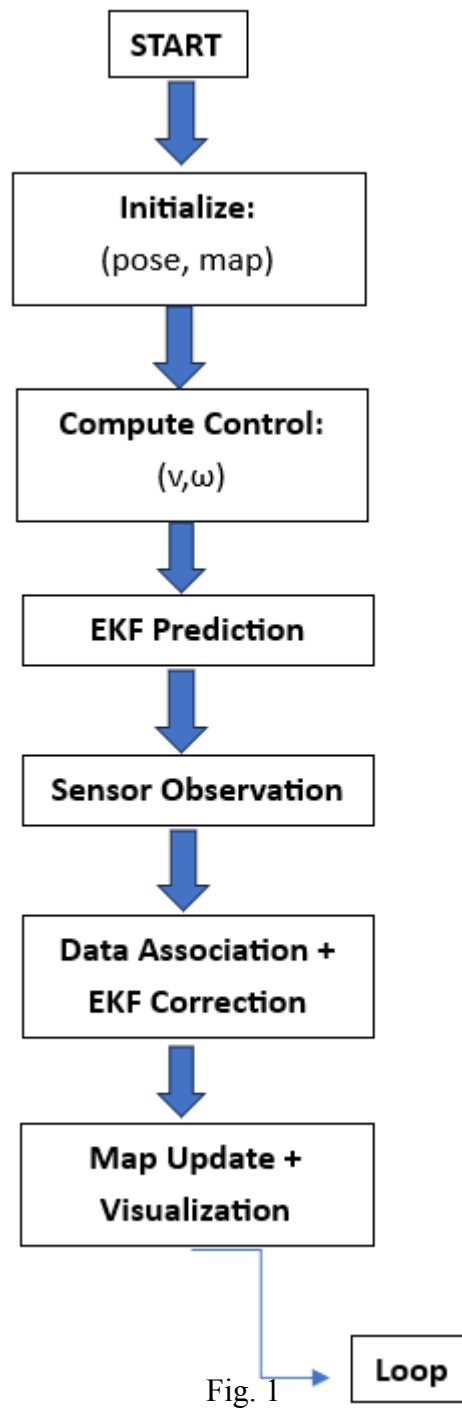 START
Initialize:
(pose, map)
Compute Control:
(v,ω)
EKF Prediction
Sensor Observation
Data Association +
EKF Correction
Map Update +
Visualization
Loop
Fig. 1